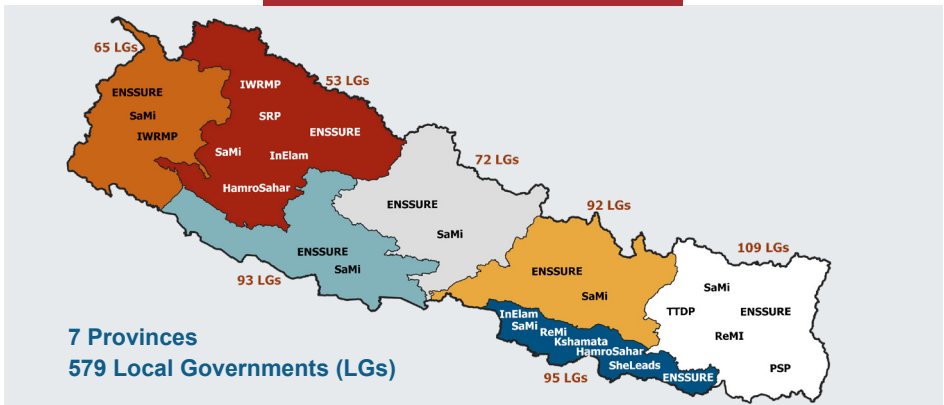 65 LGs
ENSSURE
SaMi
IWRMP
53 LGs
IWRMP
SRP
ENSSURE
SaMi
InElam
HamroSahar
72 LGs
ENSSURE
SaMi
93 LGs
ENSSURE
SaMi
92 LGs
ENSSURE
SaMi
109 LGs
SaMi
TTDP
ENSSURE
ReMI
PSP
InElam
SaMi
ReMi
Kshamata
HamroSahar
SheLeads
ENSSURE
95 LGs
7 Provinces
579 Local Governments (LGs)